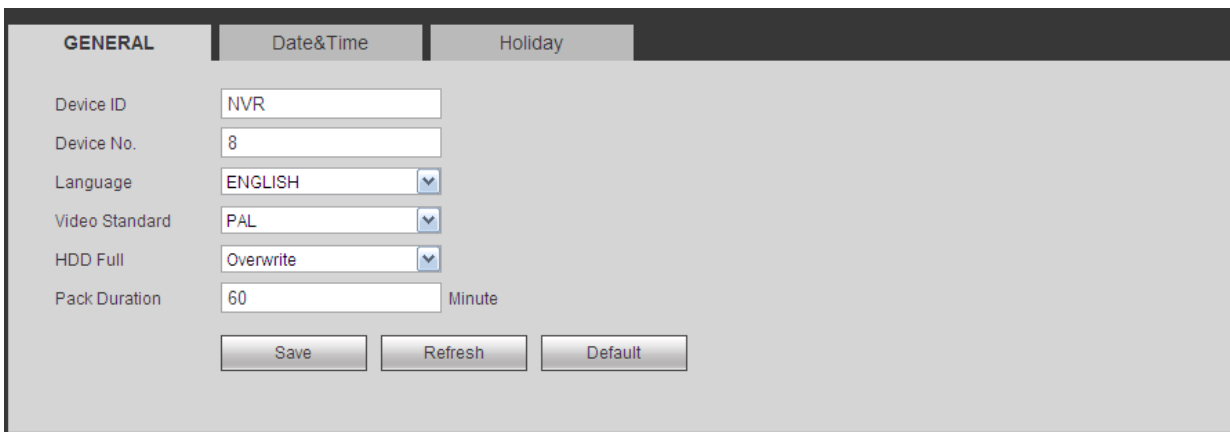 GENERAL Date&Time Holiday
Device ID NVR
Device No. 8
Language ENGLISH
Video Standard PAL
HDD Full Overwrite
Pack Duration 60 Minute
Save Refresh Default